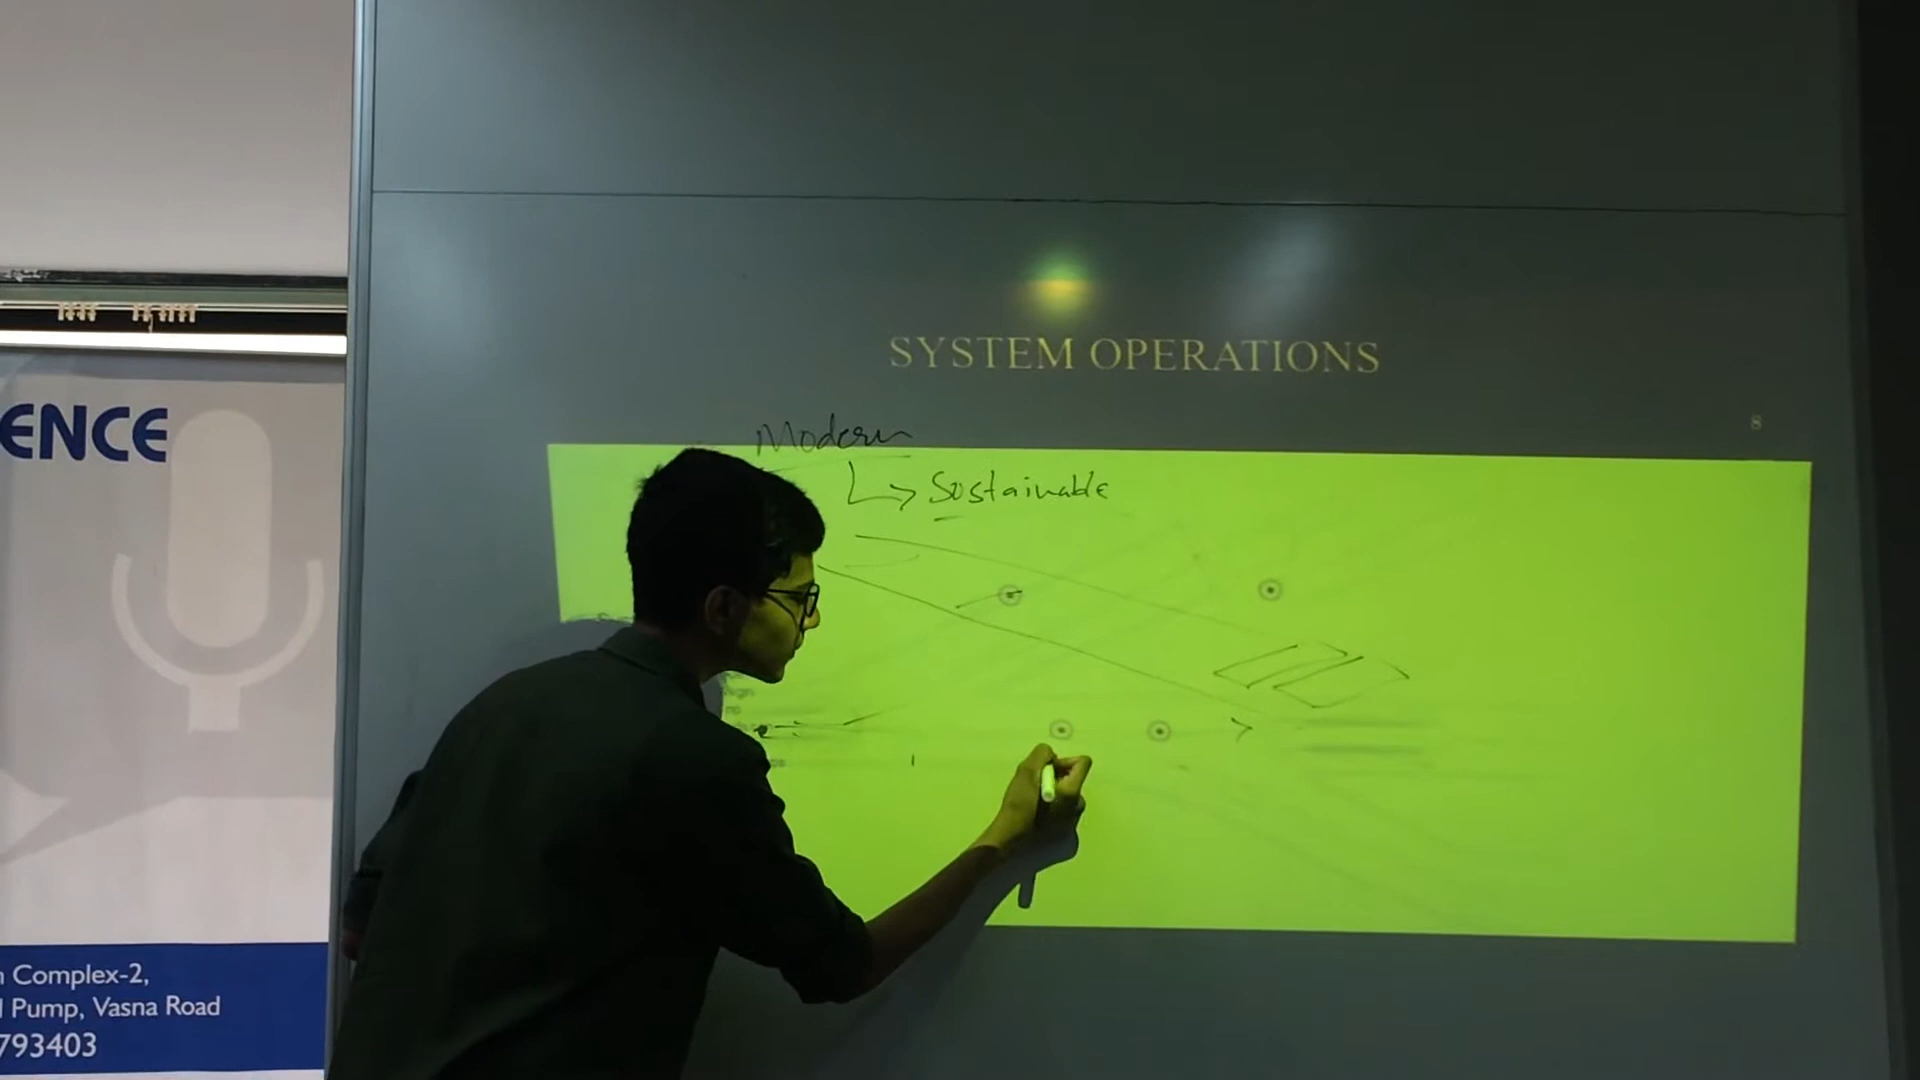 SYSTEM OPERATIONS
8
Modern
Sustainable
ENCE
Complex-2,
Pump, Vasna Road
793403